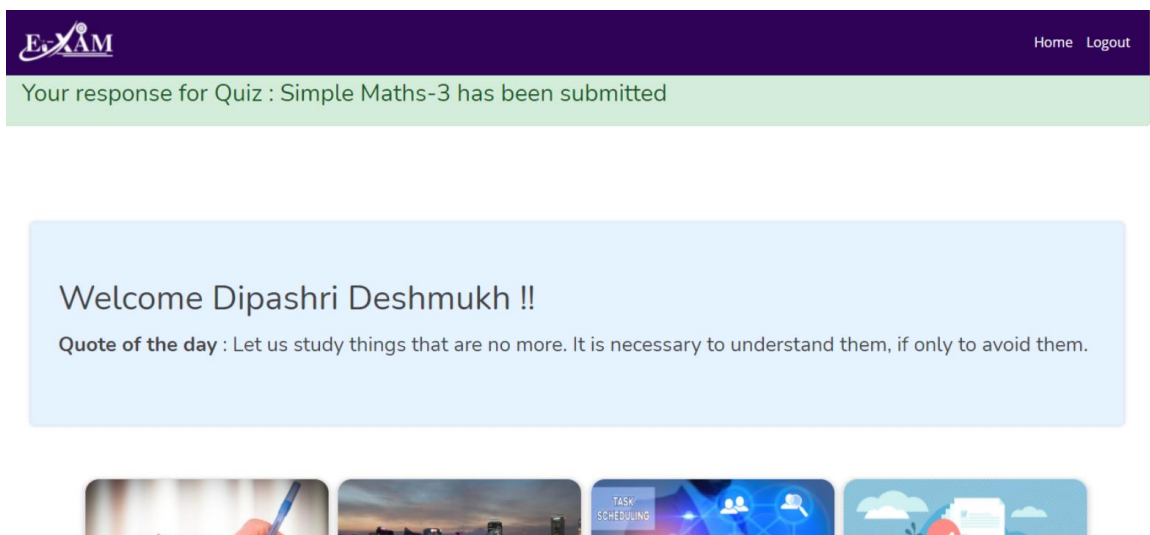 E-XAM
Home Logout
Your response for Quiz : Simple Maths-3 has been submitted
Welcome Dipashri Deshmukh !!
Quote of the day : Let us study things that are no more. It is necessary to understand them, if only to avoid them.
TASK
SCHEDULING